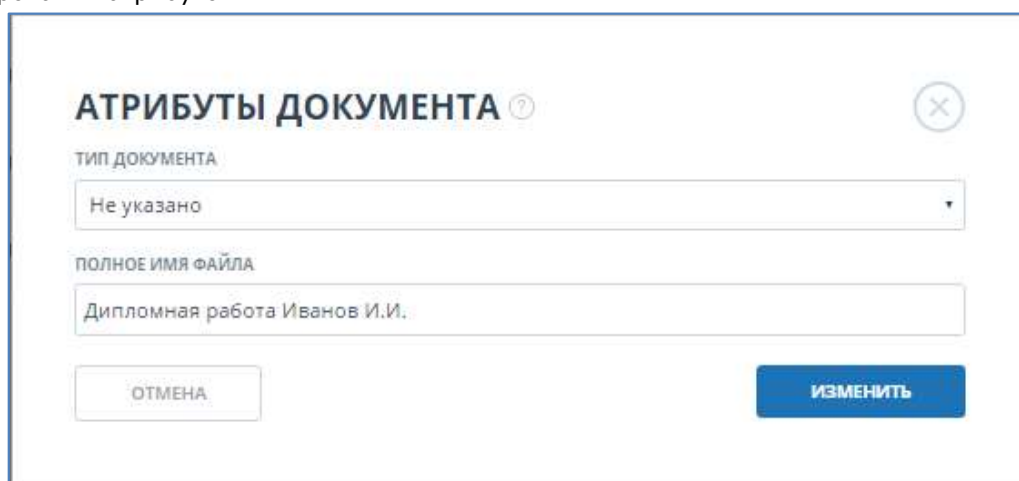 АТРИБУТЫ ДОКУМЕНТА ?
ТИП ДОКУМЕНТА
Не указано
ПОЛНОЕ ИМЯ ФАЙЛА
Дипломная работа Иванов И.И.
ОТМЕНА
ИЗМЕНИТЬ